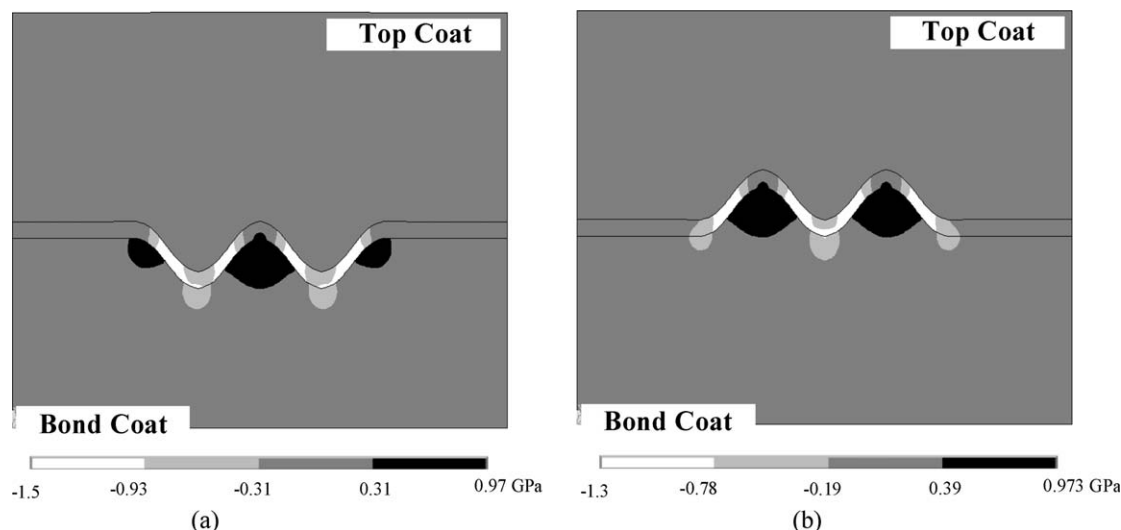 Top Coat
Bond Coat
-1.5 -0.93 -0.31 0.31 0.97 GPa
(a)
Top Coat
Bond Coat
-1.3 -0.78 -0.19 0.39 0.973 GPa
(b)